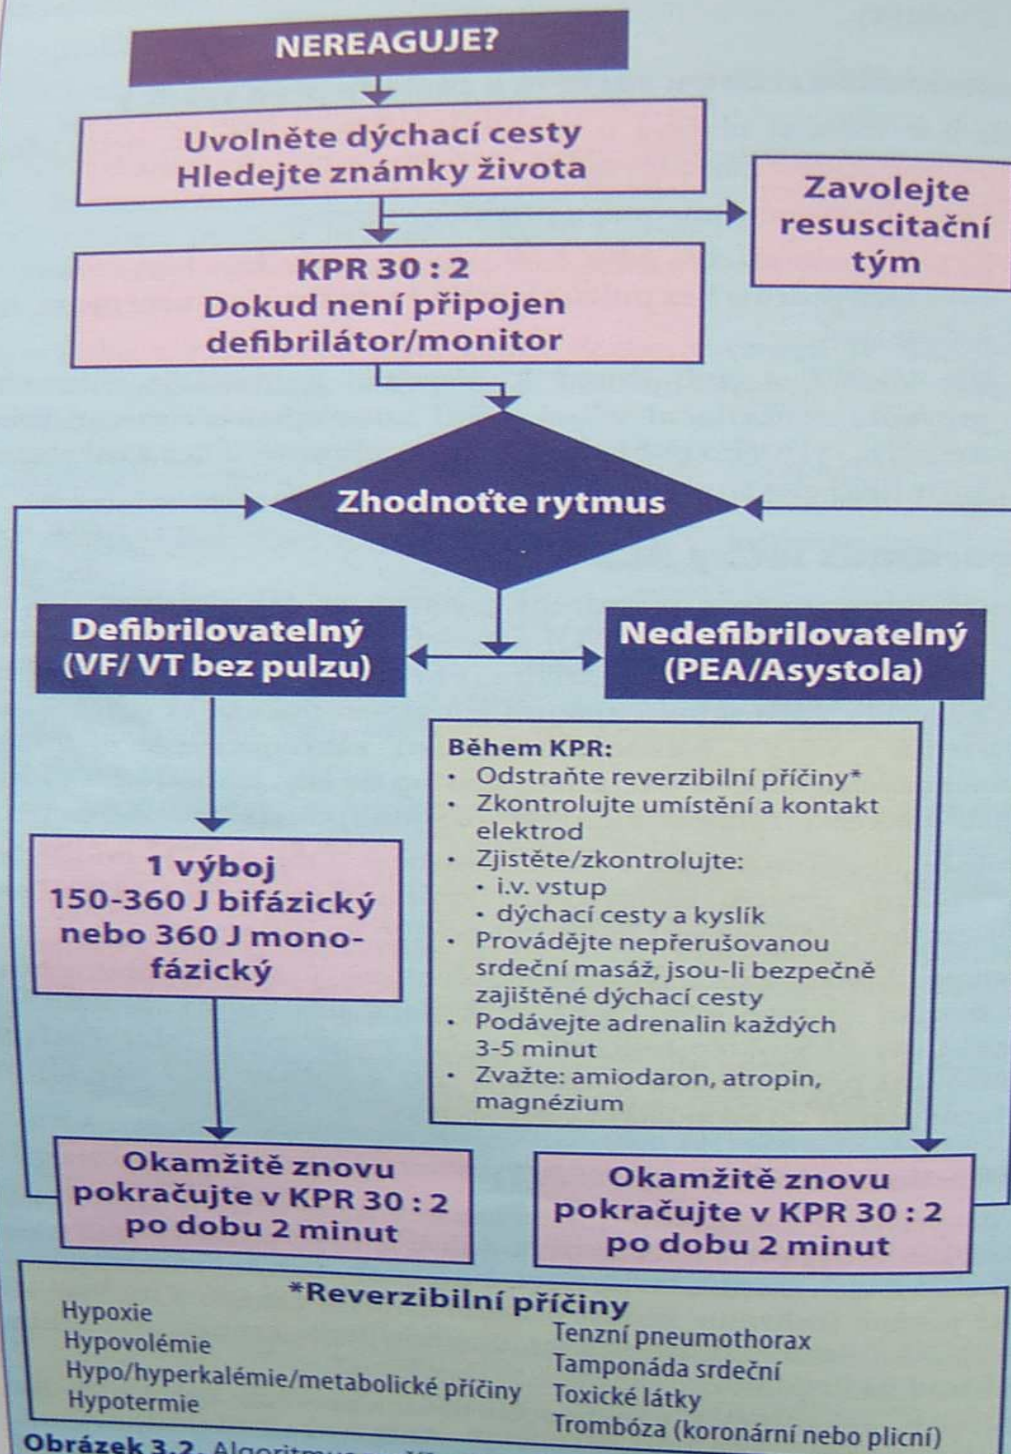 NEREAGUJE?
Uvolněte dýchací cesty
Hledejte známky života
Zavolejte
resuscitační
tým
KPR 30 : 2
Dokud není připojen
defibrilátor/monitor
Zhodnoťte rytmus
Defibrilovatelný
(VF/ VT bez pulzu)
Nedefibrilovatelný
(PEA/Asystola)
1 výboj
150-360 J bifázický
nebo 360 J mono-
fázický
Během KPR:
• Odstraňte reverzibilní příčiny*
• Zkontrolujte umístění a kontakt
elektrod
• Zjistěte/zkontrolujte:
• i.v. vstup
• dýchací cesty a kyslík
• Provádějte nepřerušovanou
srdeční masáž, jsou-li bezpečně
zajištěné dýchací cesty
• Podávejte adrenalin každých
3-5 minut
• Zvažte: amiodaron, atropin,
magnézium
Okamžitě znovu
pokračujte v KPR 30 : 2
po dobu 2 minut
Okamžitě znovu
pokračujte v KPR 30 : 2
po dobu 2 minut
*Reverzibilní příčiny
Hypoxie
Hypovolémie
Hypo/hyperkalémie/metabolické příčiny
Hypotermie
Tenzní pneumothorax
Tamponáda srdeční
Toxické látky
Trombóza (koronární nebo plicní)
Obrázek 3.2. Algoritmus